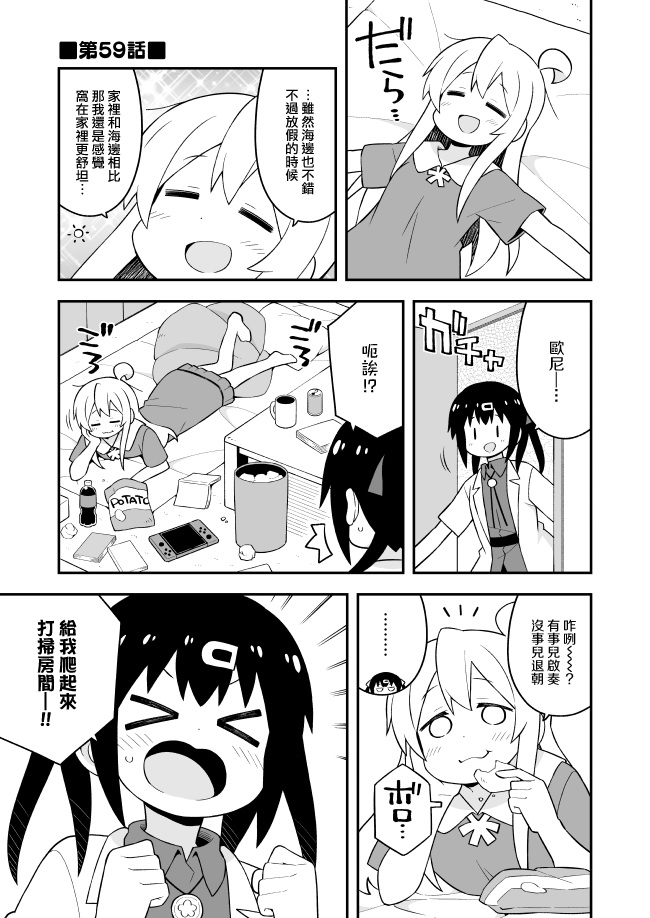 ■第59話■
だら…
…雖然海邊也不錯
不過放假的時候
家裡和海邊相比
那我還是感覺
窩在家裡更舒坦…
ガチャ
歐尼—…
呃誒!?
ごろ
ごろ
POTATO
咋咧～～?
有事兒啟奏
沒事兒退朝
………
ボロ…
給我爬起來
打掃房間—!!